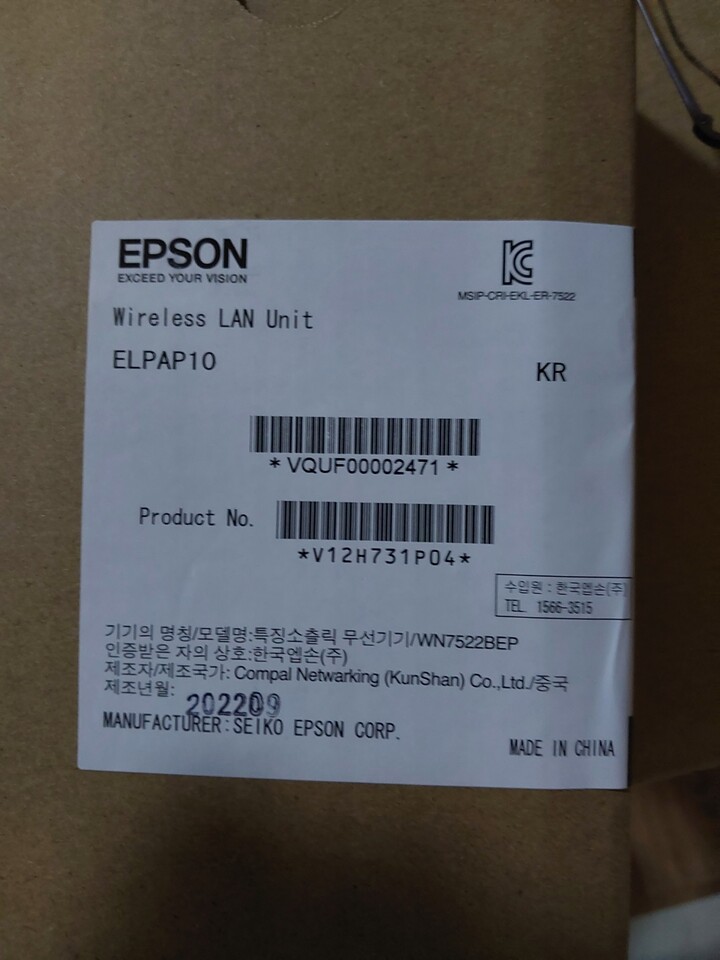 EPSON
EXCEED YOUR VISION
MSIP-CRI-EKL-ER-7522
Wireless LAN Unit
ELPAP10
KR
*VQUF00002471*
Product No.
*V12H731P04*
수입원 : 한국엡손(주)
TEL. 1566-3515
기기의 명칭/모델명:특징소출력 무선기기/WN7522BEP
인증받은 자의 상호:한국엡손(주)
제조자/제조국가: Compal Netwarking (KunShan) Co.,Ltd./중국
제조년월: 202209
MANUFACTURER:SEIKO EPSON CORP.
MADE IN CHINA